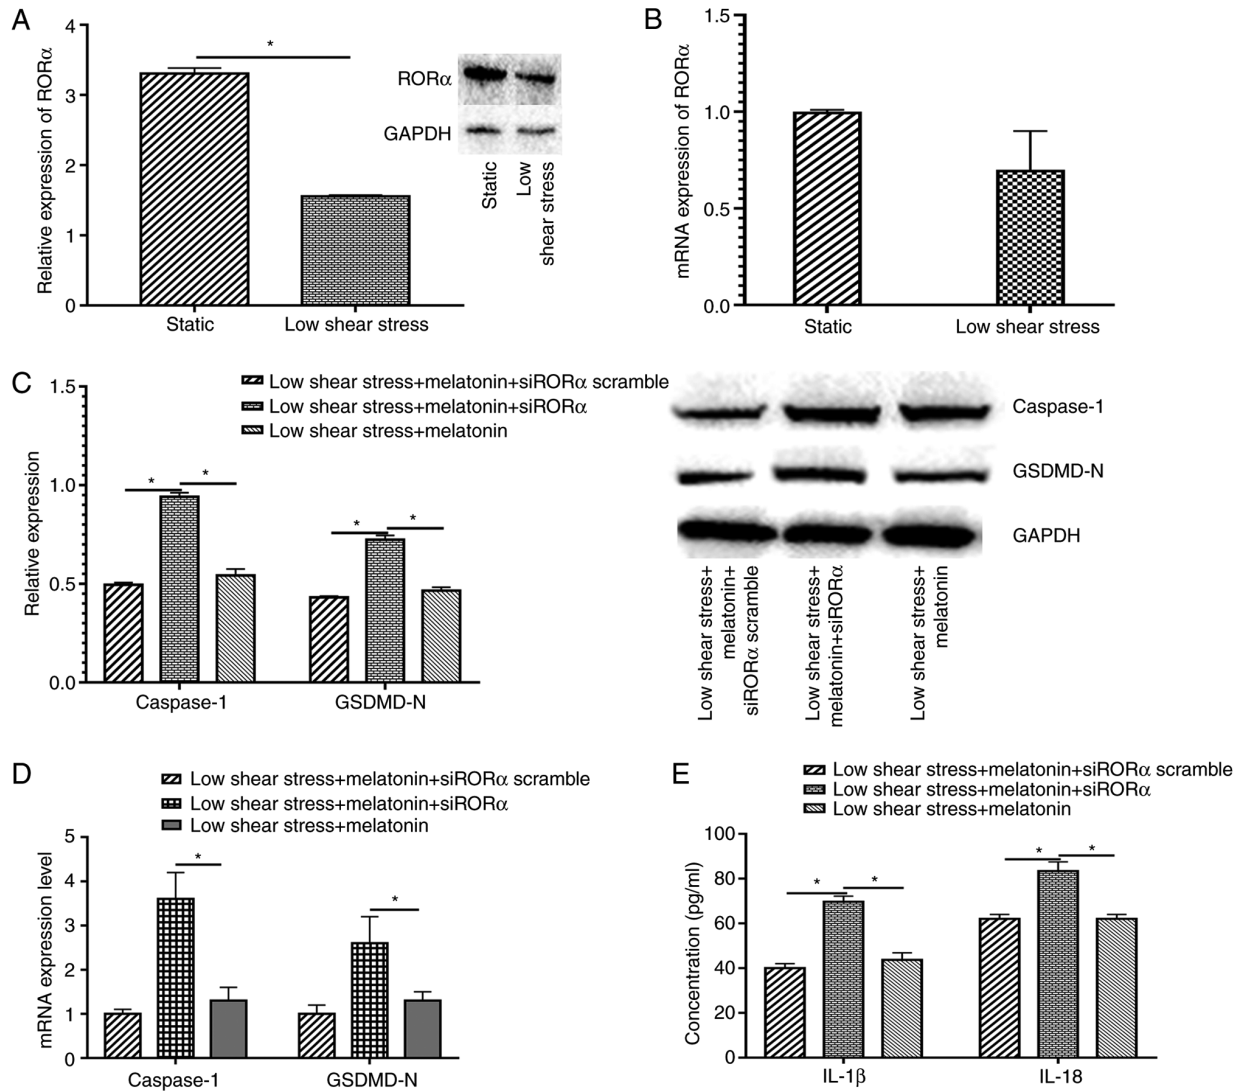 A
Relative expression of RORα
4
3
2
1
0
*
Static
Low shear stress
RORα
GAPDH
Static
Low
shear stress
B
mRNA expression of RORα
1.5
1.0
0.5
0.0
Static
Low shear stress
C
Low shear stress+melatonin+siRORα scramble
Low shear stress+melatonin+siRORα
Low shear stress+melatonin
Relative expression
1.5
1.0
0.5
0.0
* *
* *
Caspase-1
GSDMD-N
Caspase-1
GSDMD-N
GAPDH
Low shear stress+
melatonin+
siRORα scramble
Low shear stress+
melatonin+siRORα
Low shear stress+
melatonin
D
Low shear stress+melatonin+siRORα scramble
Low shear stress+melatonin+siRORα
Low shear stress+melatonin
mRNA expression level
5
4
3
2
1
0
*
*
Caspase-1
GSDMD-N
E
Low shear stress+melatonin+siRORα scramble
Low shear stress+melatonin+siRORα
Low shear stress+melatonin
Concentration (pg/ml)
100
80
60
40
20
0
* *
* *
IL-1β
IL-18